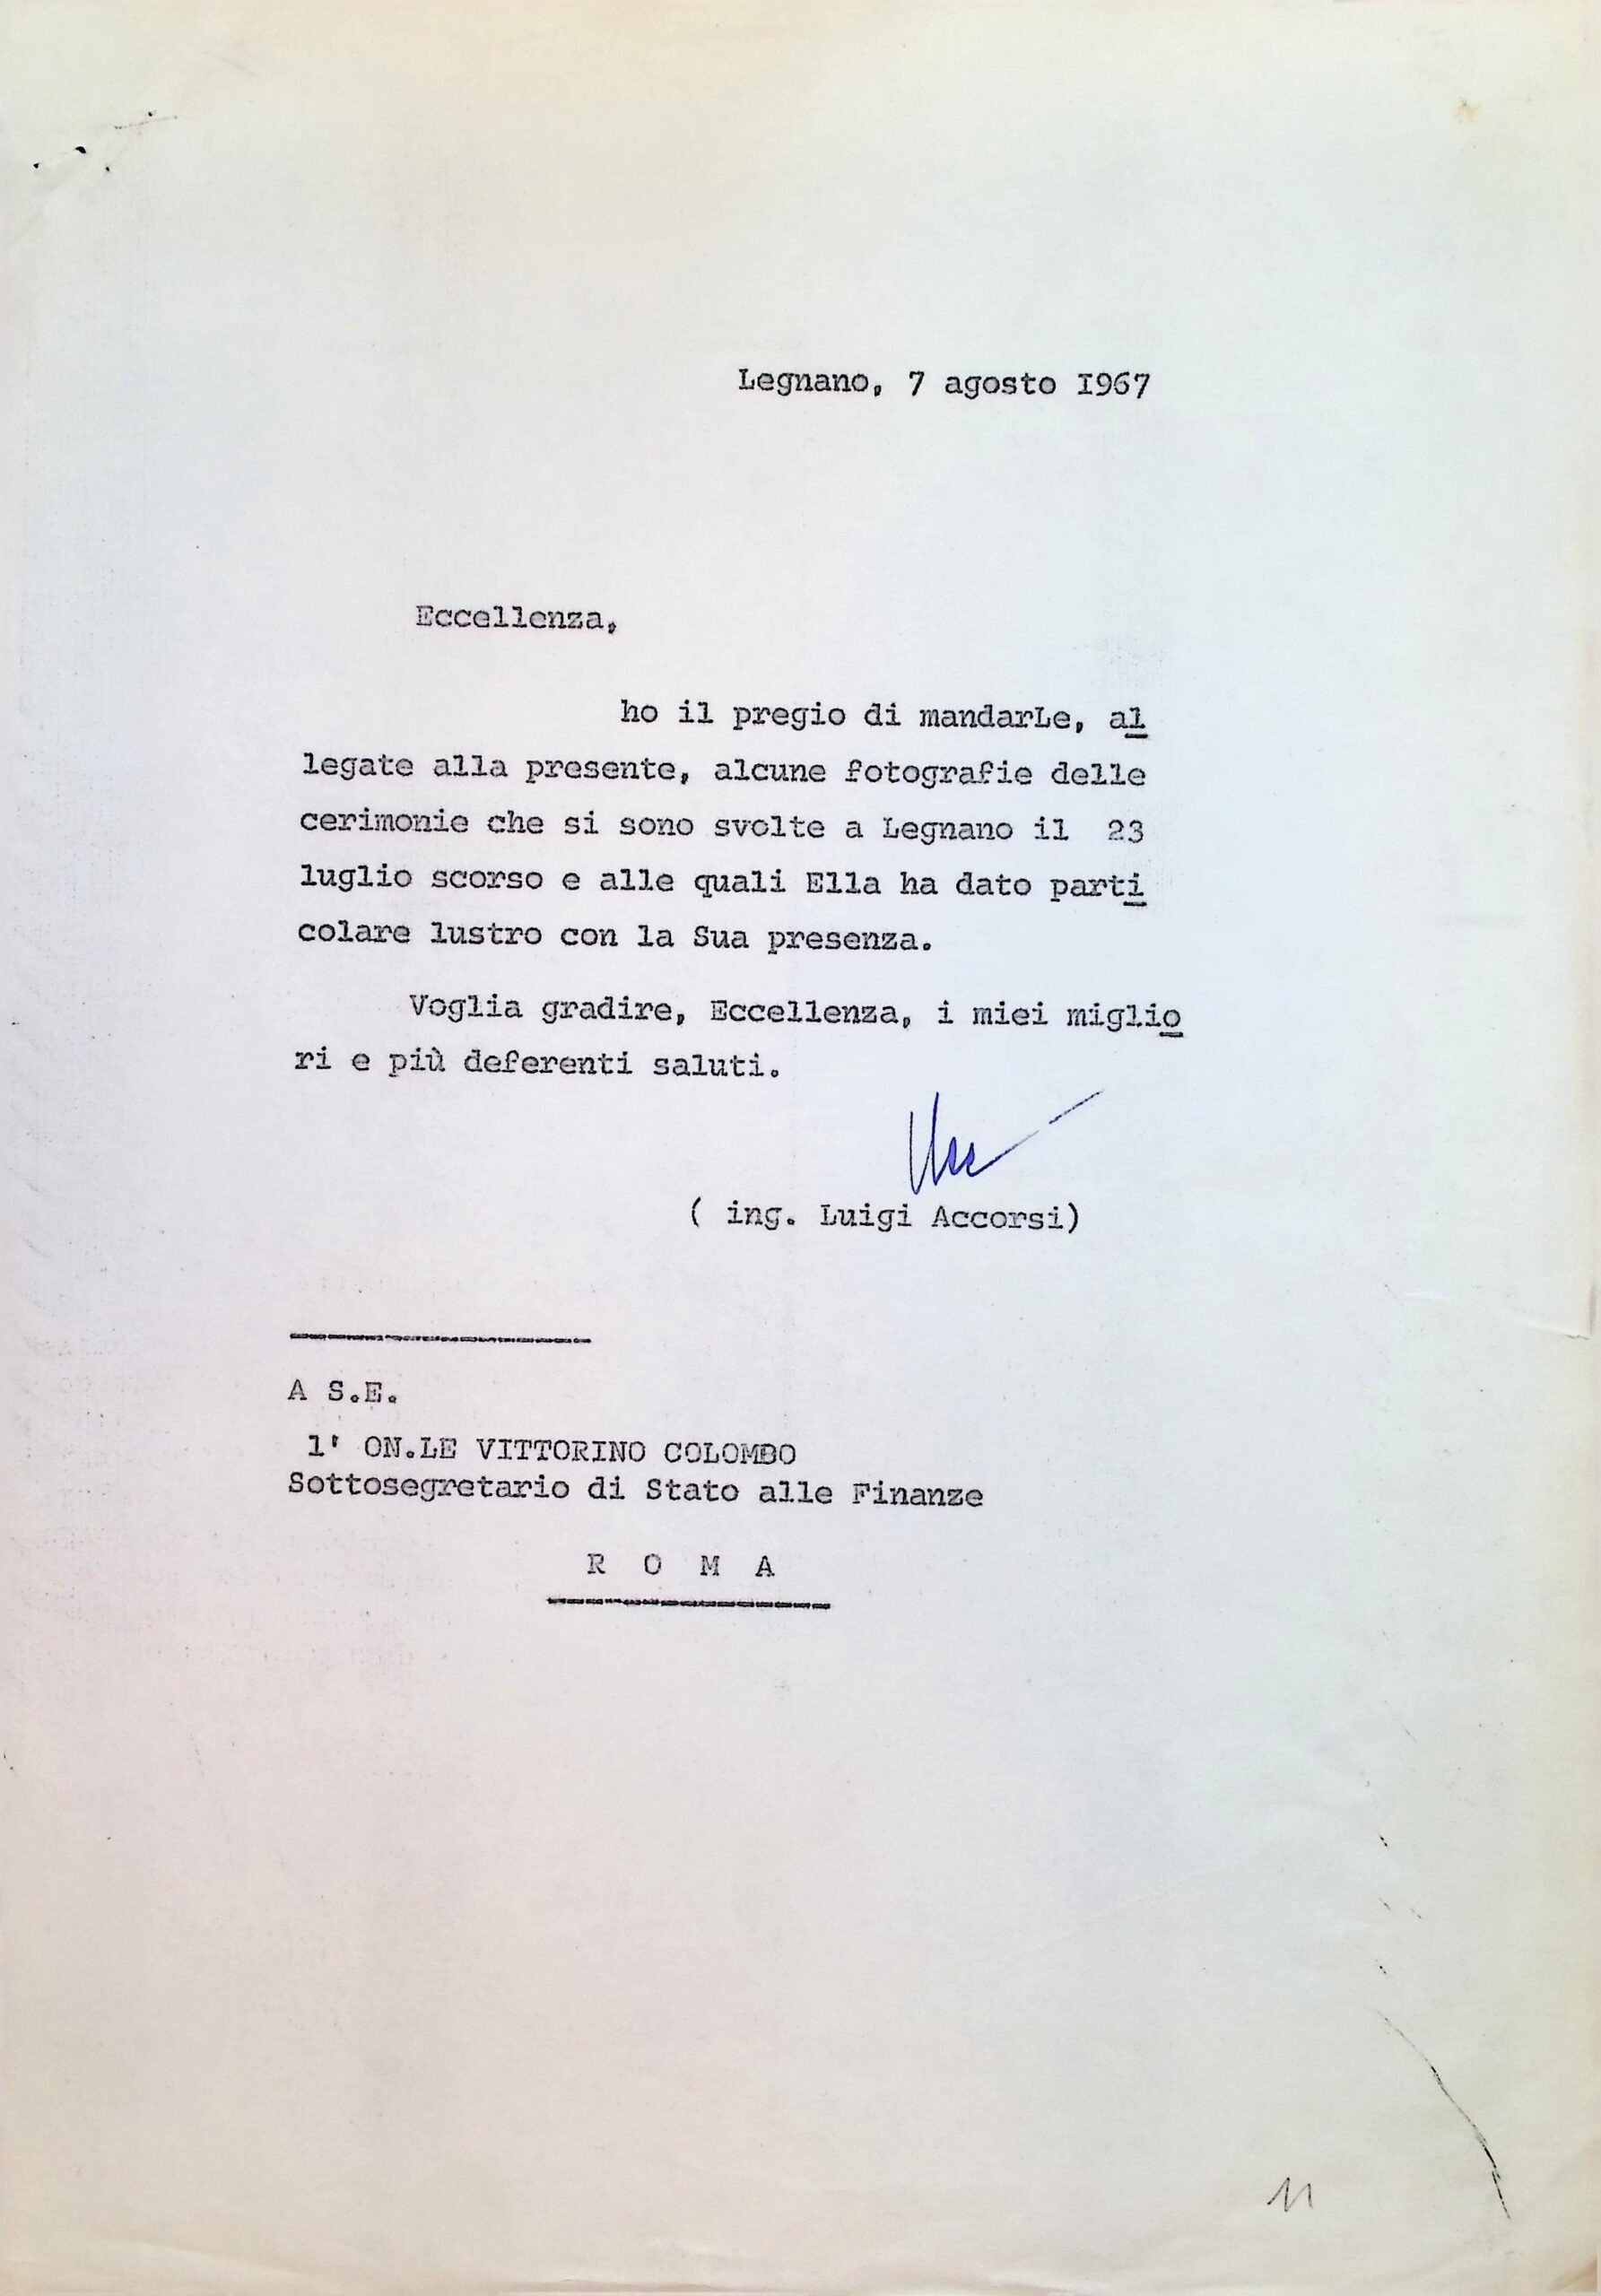 Legnano, 7 agosto I967
Eccellenza,
ho il pregio di mandarLe, al
legate alla presente, alcune fotografie delle
cerimonie che si sono svolte a Legnano il 23
luglio scorso e alle quali Ella ha dato parti
colare lustro con la Sua presenza.
Voglia gradire, Eccellenza, i miei miglio
ri e più deferenti saluti.
( ing. Luigi Accorsi)
A S.E.
l' ON.LE VITTORINO COLOMBO
Sottosegretario di Stato alle Finanze
R O M A
11